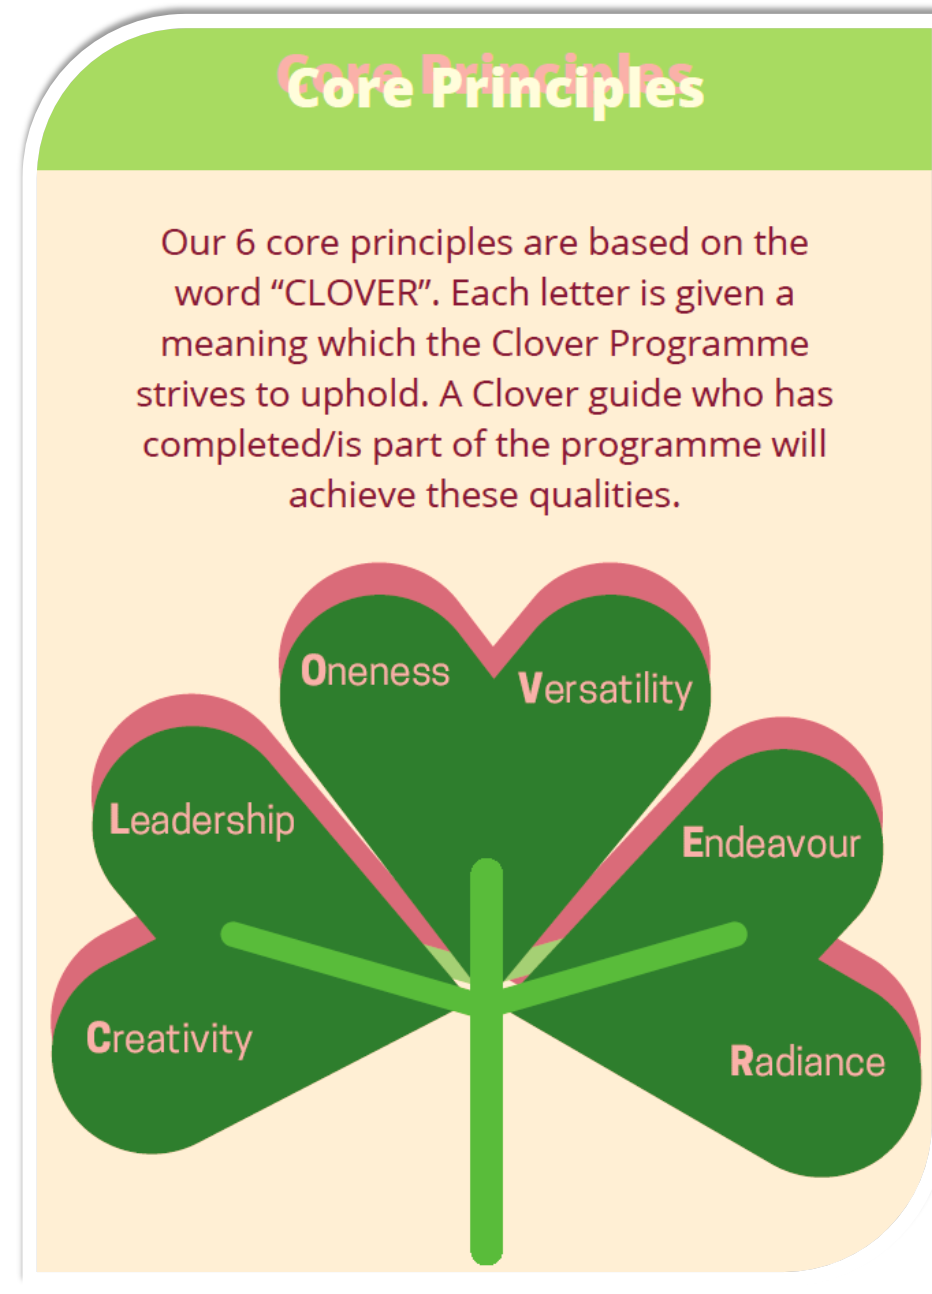 Core Principles
Our 6 core principles are based on the
word “CLOVER”. Each letter is given a
meaning which the Clover Programme
strives to uphold. A Clover guide who has
completed/is part of the programme will
achieve these qualities.
Creativity
Leadership
Oneness
Versatility
Endeavour
Radiance